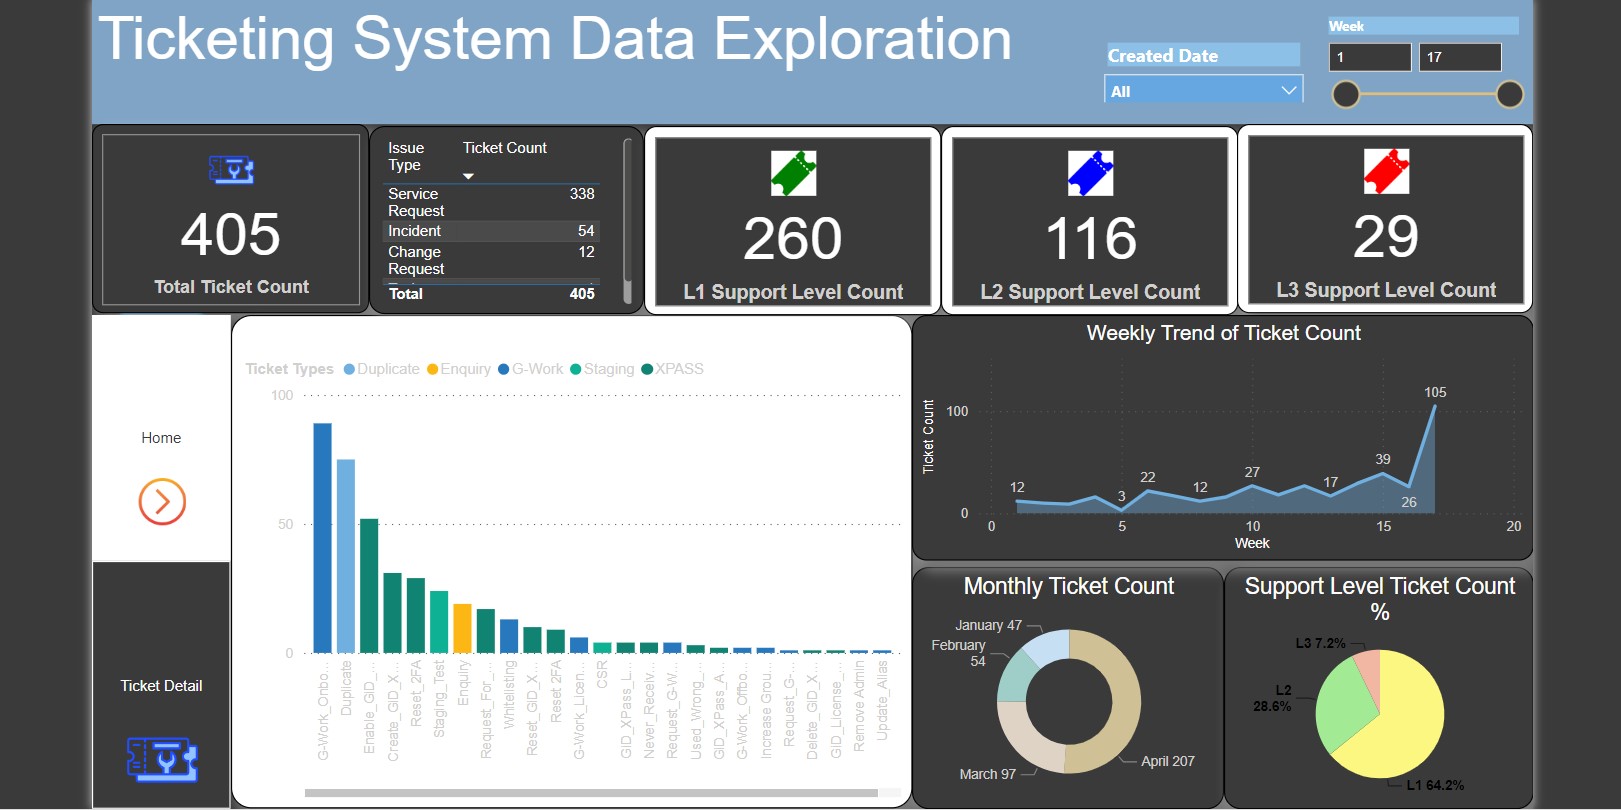 Ticketing System Data Exploration
Created Date
All
Week
1
17
405
Total Ticket Count
Issue
Type
Ticket Count
Service
Request
338
Incident
54
Change
Request
12
Total
405
260
L1 Support Level Count
116
L2 Support Level Count
29
L3 Support Level Count
Home
Ticket Detail
Ticket Types
Duplicate
Enquiry
G-Work
Staging
XPASS
100
50
0
G-Work_Onbo...
Duplicate
Enable_GID_...
Create_GID_X...
Reset_2FA
Staging_Test
Enquiry
Request_For_...
Whitelisting
Reset_GID_X...
Reset 2FA
G-Work_Licen...
CSR
GID_XPass_L...
Never_Receiv...
Request_G-W...
Used_Wrong_...
GID_XPass_A...
G-Work_Offbo...
Increase Grou...
Request_G-...
Delete_GID_X...
GID_License_...
Remove Admin
Update_Alias
Weekly Trend of Ticket Count
Ticket Count
100
0
12
3
22
12
27
17
39
26
105
0
5
10
15
20
Week
Monthly Ticket Count
January 47
February
54
March 97
April 207
Support Level Ticket Count
%
L3 7.2%
L2
28.6%
L1 64.2%